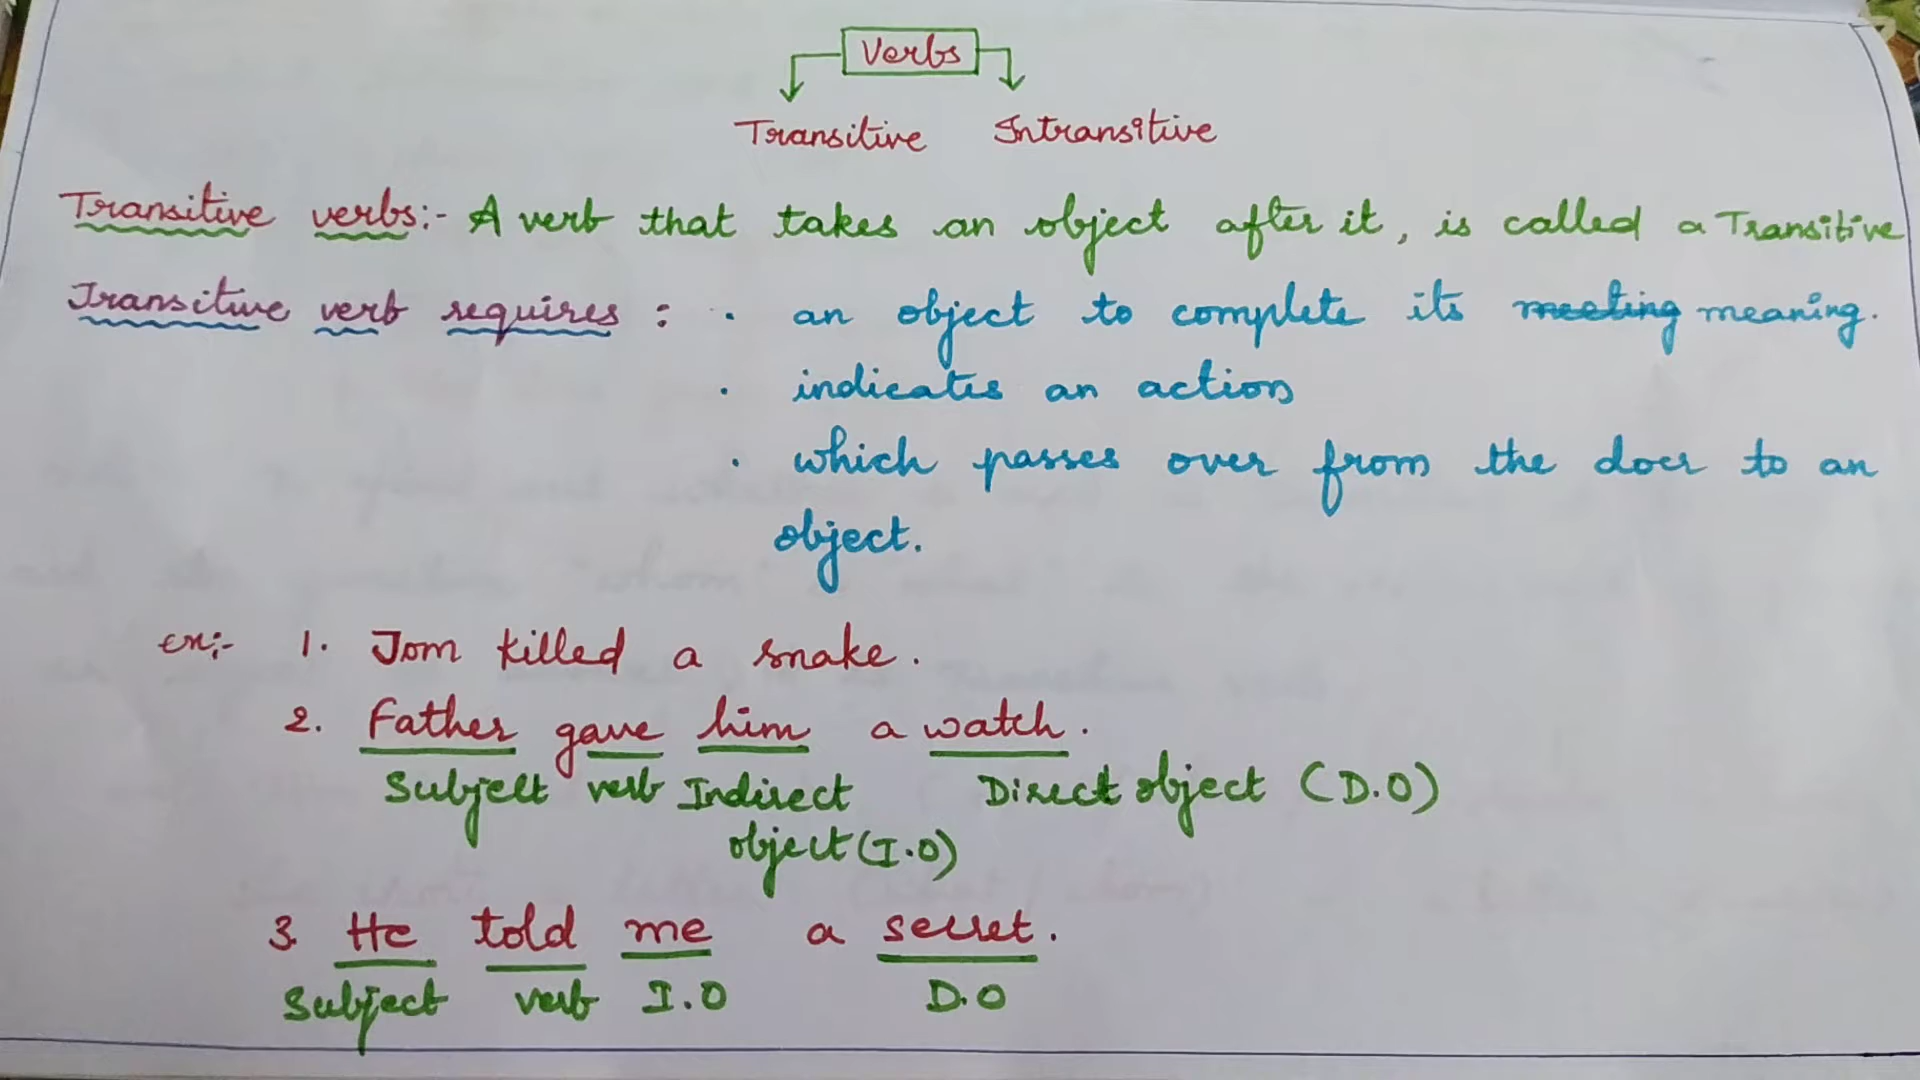 Verbs
Transitive Intransitive
Transitive verbs:- A verb that takes an object after it, is called a Transitive
Transitive verb requires : · an object to complete its meeting meaning.
· indicates an action
· which passes over from the doer to an
object.
ex:- 1. Tom killed a snake.
2. Father gave him a watch.
Subject verb Indirect Direct object (D.O)
object (I.O)
3. He told me a secret.
Subject verb I.O D.O